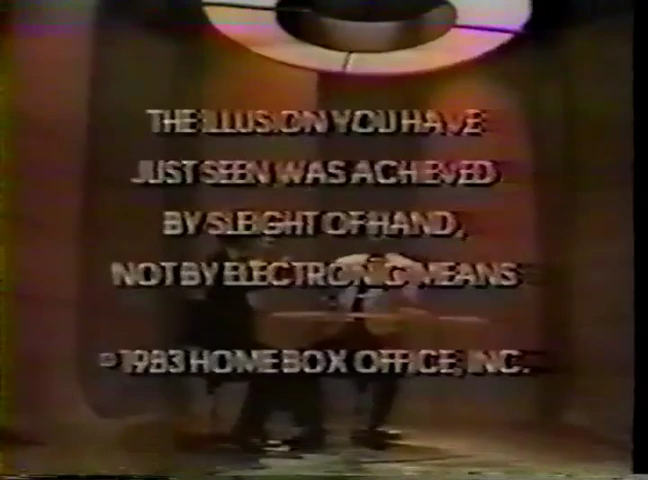 THE ILLUSION YOU HAVE
JUST SEEN WAS ACHIEVED
BY SLEIGHT OF HAND,
NOT BY ELECTRONIC MEANS
© 1983 HOME BOX OFFICE, INC.